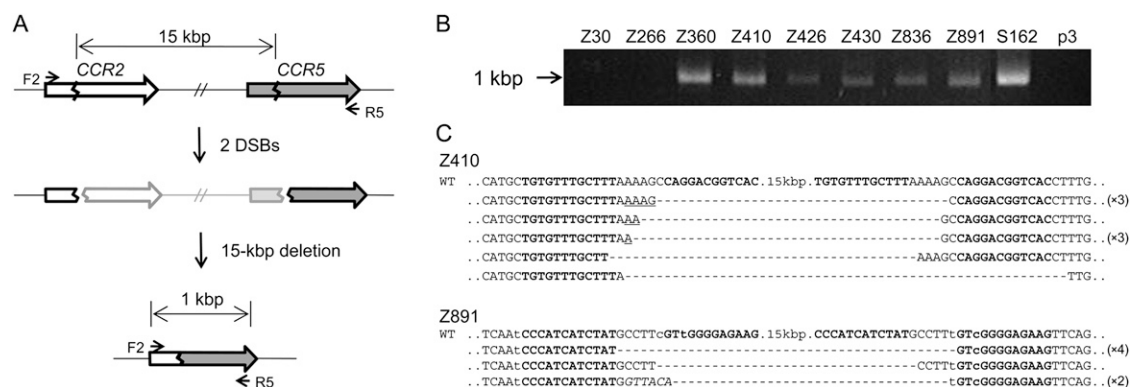 A
15 kbp
CCR2
CCR5
F2
R5
2 DSBs
15-kbp deletion
1 kbp
F2
R5
B
Z30 Z266 Z360 Z410 Z426 Z430 Z836 Z891 S162 p3
1 kbp
C
Z410
WT ..CATGCTGTGTTTGCTTTAAAAGCCAGGACGGTCAC.15kbp.TGTGTTTGCTTTAAAAGCCAGGACGGTCACCTTTG..
..CATGCTGTGTTTGCTTTAAAAG----------------------------------------CCAGGACGGTCACCTTTG.. (×3)
..CATGCTGTGTTTGCTTTAA------------------------------------------GCCAGGACGGTCACCTTTG..
..CATGCTGTGTTTGCTTTAA------------------------------------------GCCAGGACGGTCACCTTTG.. (×3)
..CATGCTGTGTTTGCTT------------------------------------------AAAGCCAGGACGGTCACCTTTG..
..CATGCTGTGTTTGCTTTA------------------------------------------------------------TTG..
Z891
WT ..TCAAtCCCATCATCTATGCCTTcGTtGGGGAGAAG.15kbp.CCCATCATCTATGCCTTtGTcGGGGAGAAGTTCAG..
..TCAAtCCCATCATCTAT----------------------------------------------GTcGGGGAGAAGTTCAG.. (×4)
..TCAAtCCCATCATCTATGCCTT-----------------------------------CCTTtGTcGGGGAGAAGTTCAG..
..TCAAtCCCATCATCTATGGTTACA-------------------------------------tGTcGGGGAGAAGTTCAG.. (×2)